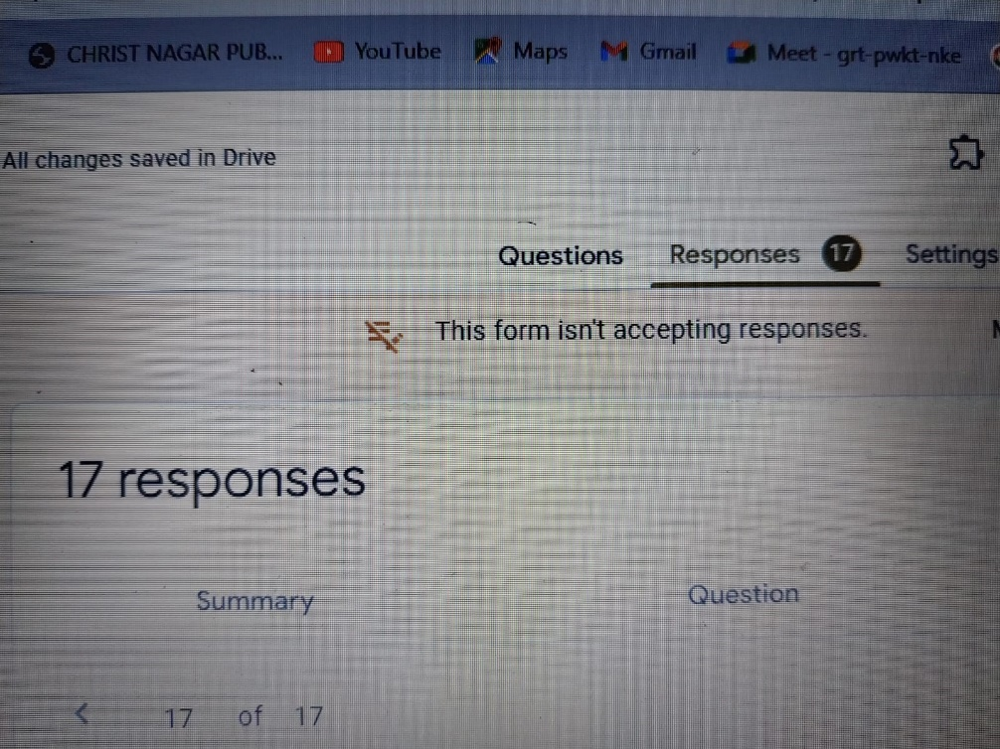 CHRIST NAGAR PUB... YouTube Maps Gmail Meet - grt-pwkt-nke
All changes saved in Drive
Questions Responses 17 Settings
This form isn't accepting responses.
17 responses
Summary Question
< 17 of 17